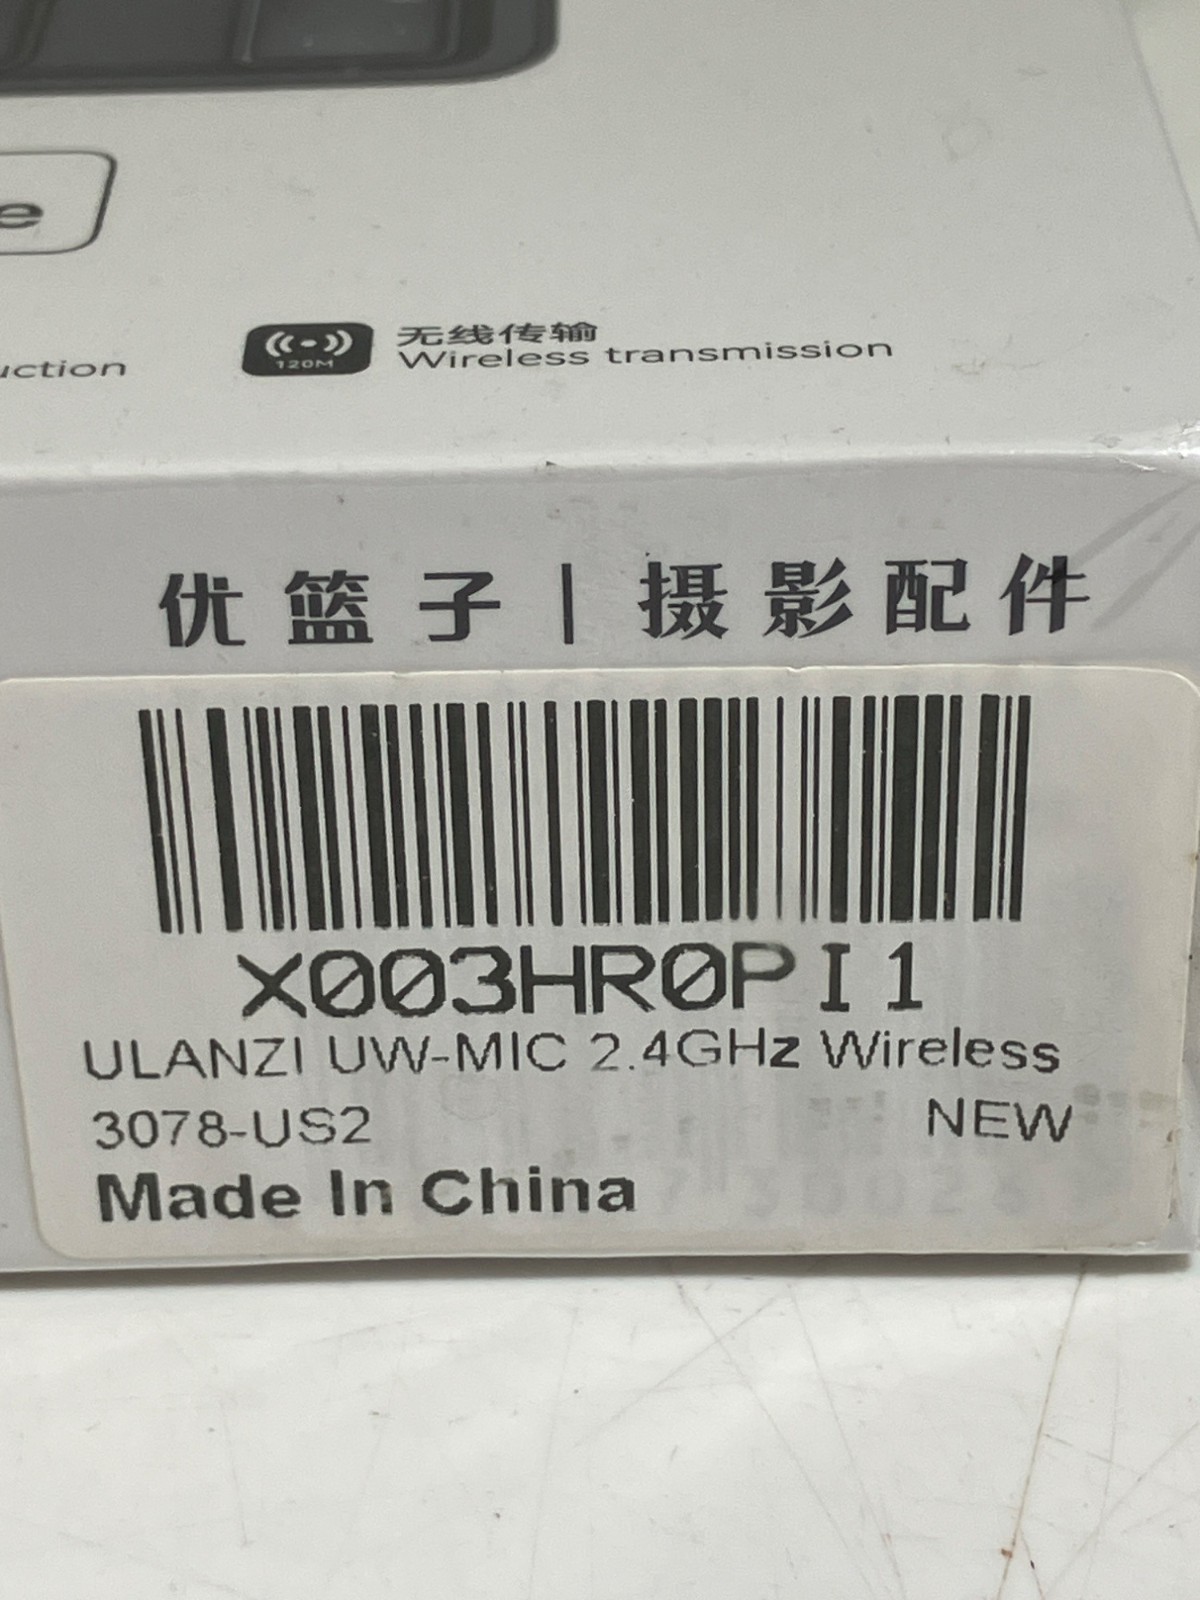 e
uction
120M
无线传输
Wireless transmission
优篮子 | 摄影配件
X003HR0PI1
ULANZI UW-MIC 2.4GHz Wireless
3078-US2 NEW
Made In China